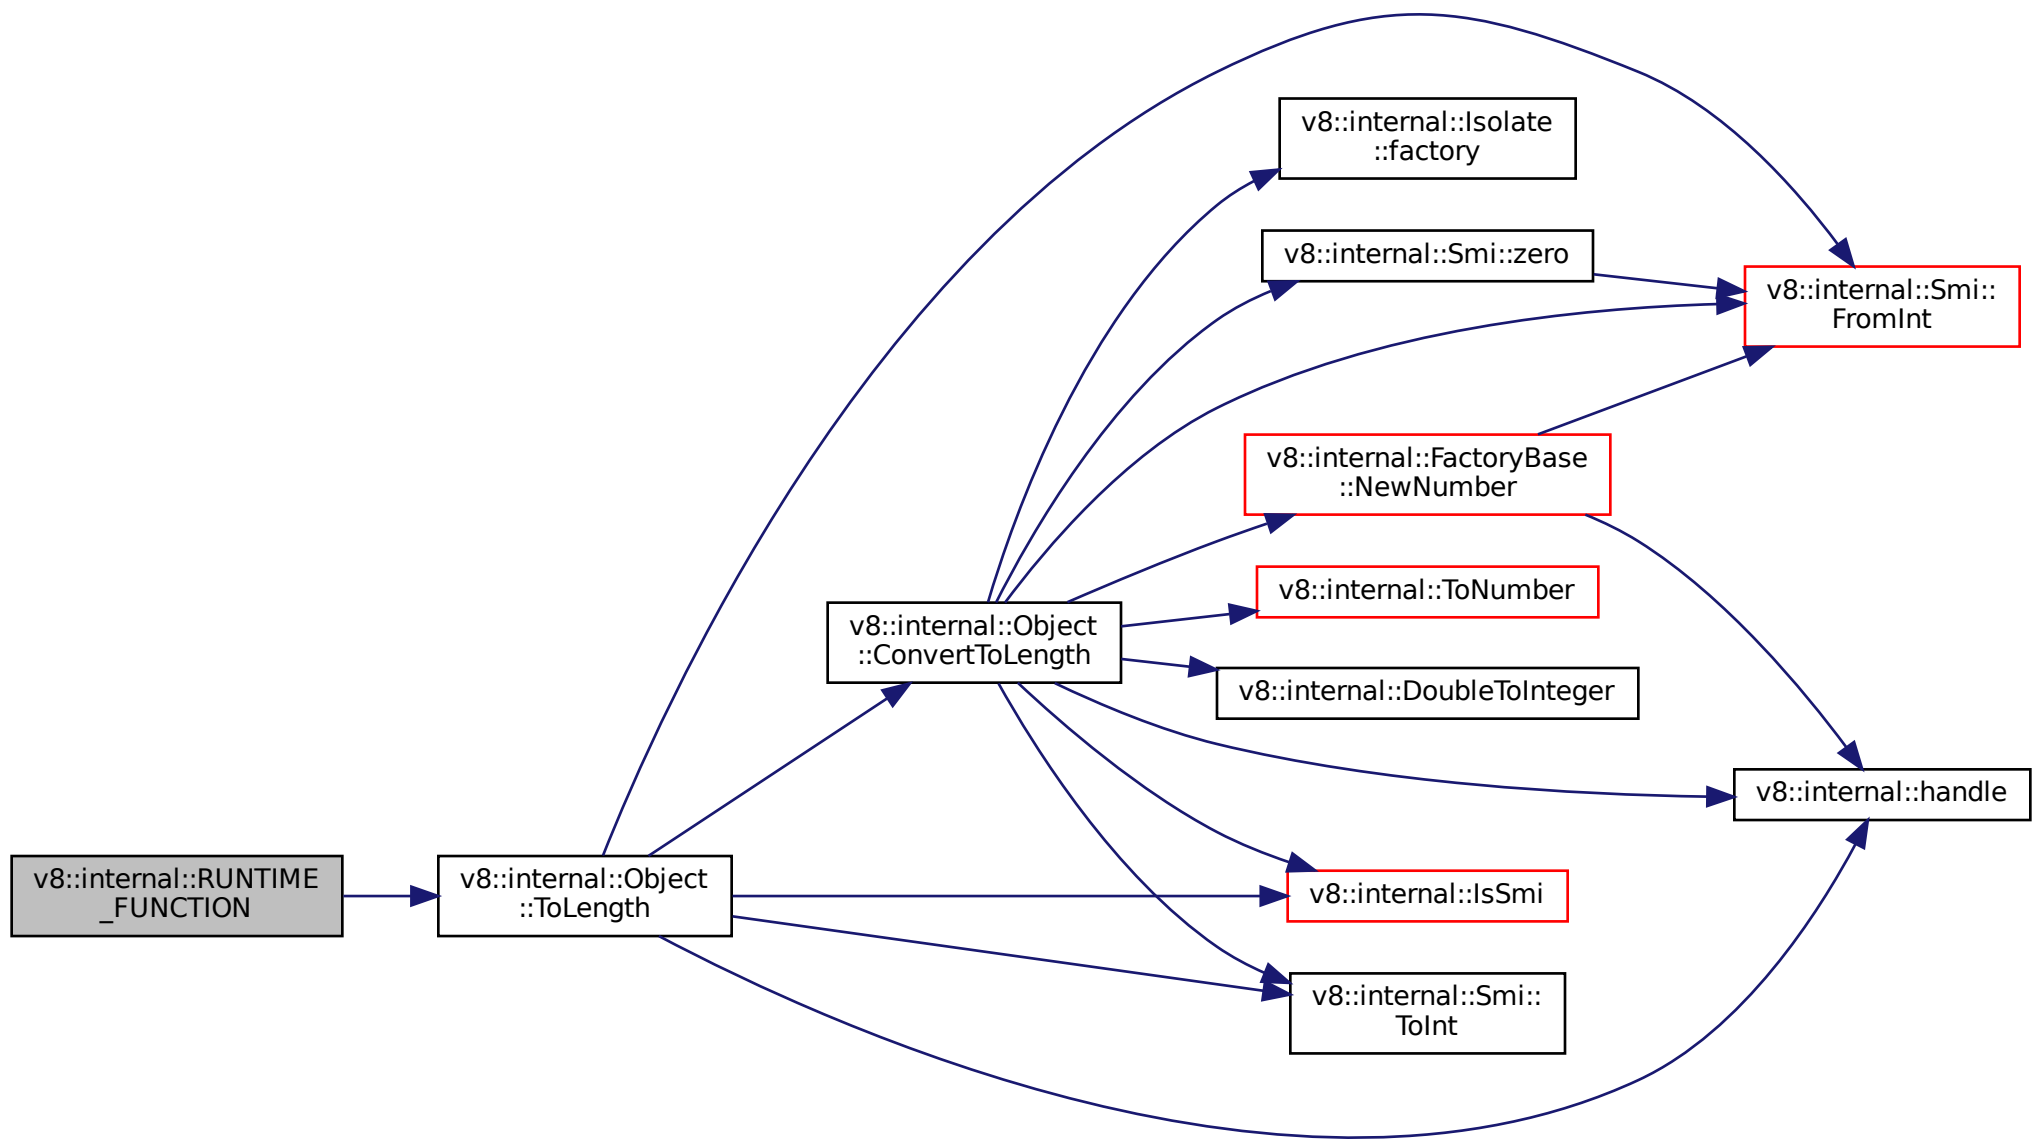 v8::internal::RUNTIME
_FUNCTION
v8::internal::Object
::ToLength
v8::internal::Object
::ConvertToLength
v8::internal::Isolate
::factory
v8::internal::Smi::zero
v8::internal::Smi::
FromInt
v8::internal::FactoryBase
::NewNumber
v8::internal::ToNumber
v8::internal::DoubleToInteger
v8::internal::handle
v8::internal::IsSmi
v8::internal::Smi::
ToInt